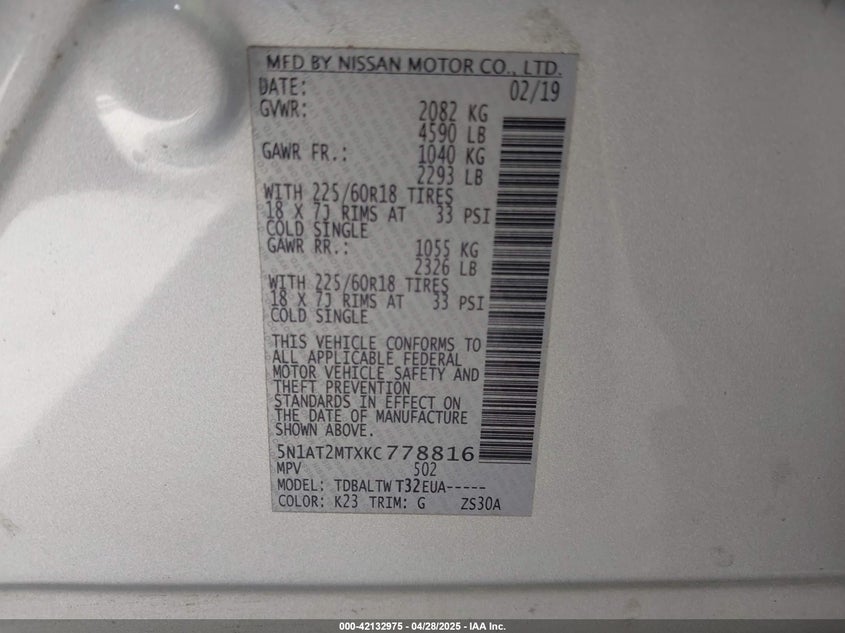 MFD BY NISSAN MOTOR CO., LTD.
DATE: 02/19
GVWR: 2082 KG
4590 LB
GAWR FR.: 1040 KG
2293 LB
WITH 225/60R18 TIRES
18 X 7J RIMS AT 33 PSI
COLD SINGLE
GAWR RR.: 1055 KG
2326 LB
WITH 225/60R18 TIRES
18 X 7J RIMS AT 33 PSI
COLD SINGLE
THIS VEHICLE CONFORMS TO
ALL APPLICABLE FEDERAL
MOTOR VEHICLE SAFETY AND
THEFT PREVENTION
STANDARDS IN EFFECT ON
THE DATE OF MANUFACTURE
SHOWN ABOVE.
5N1AT2MTXKC778816
MPV 502
MODEL: TDBALTWT32EUA-----
COLOR: K23 TRIM: G ZS30A
000-42132975 - 04/28/2025 - IAA Inc.